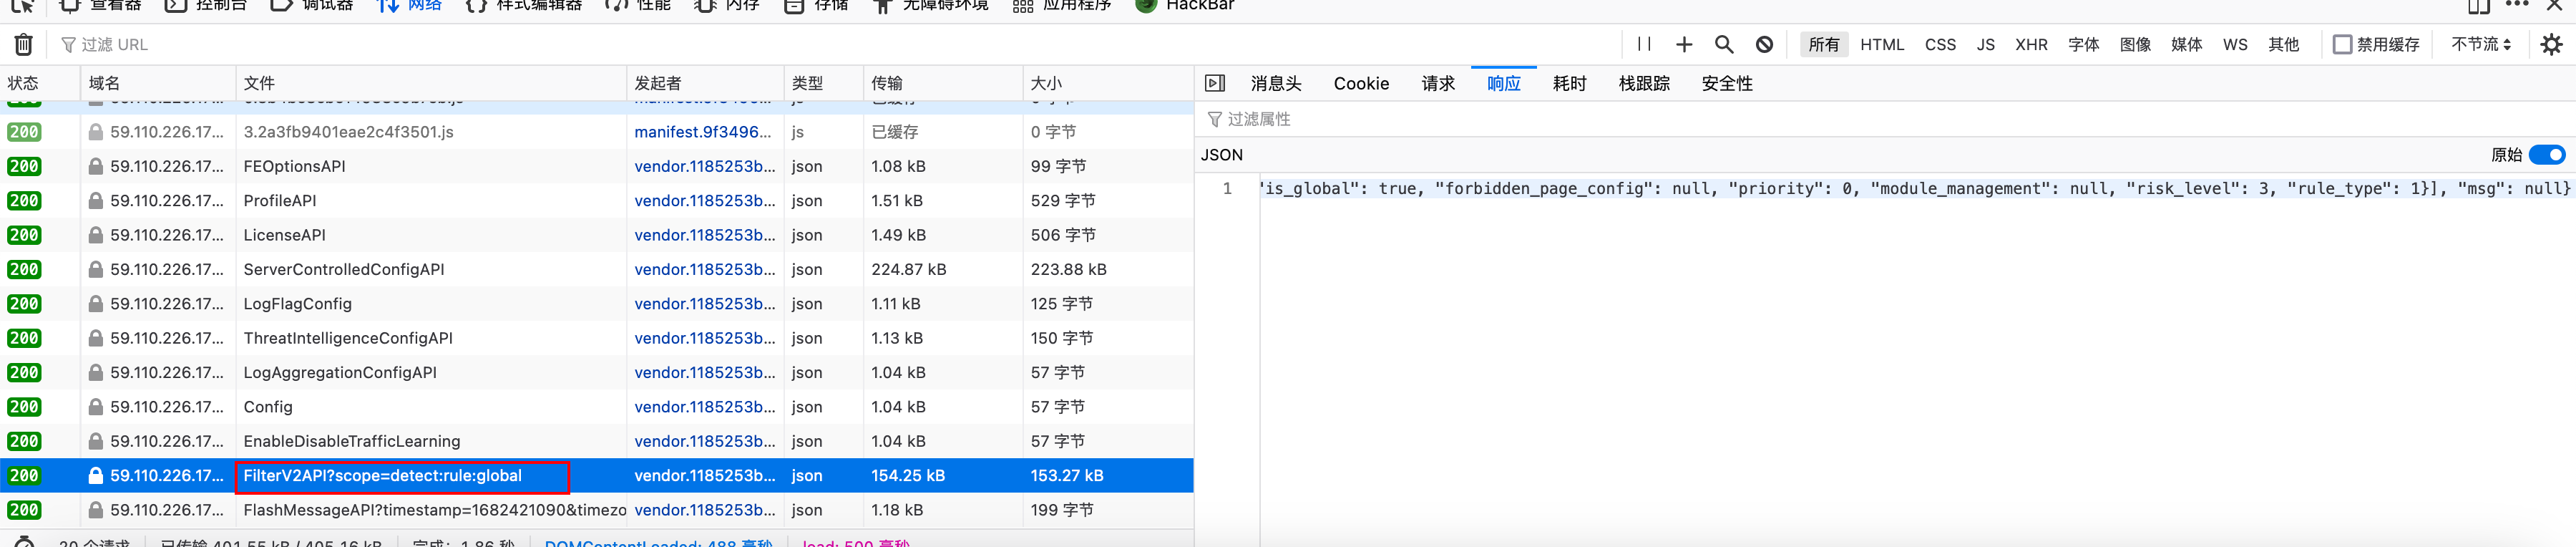 查看器 控制台 调试器 网络 样式编辑器 性能 内存 存储 无障碍环境 应用程序 HackBar
过滤 URL
所有 HTML CSS JS XHR 字体 图像 媒体 WS 其他 禁用缓存 不节流
状态 域名 文件 发起者 类型 传输 大小
200 59.110.226.17... 3.2a3fb9401eae2c4f3501.js manifest.9f3496... js 已缓存 0 字节
200 59.110.226.17... FEOptionsAPI vendor.1185253b... json 1.08 kB 99 字节
200 59.110.226.17... ProfileAPI vendor.1185253b... json 1.51 kB 529 字节
200 59.110.226.17... LicenseAPI vendor.1185253b... json 1.49 kB 506 字节
200 59.110.226.17... ServerControlledConfigAPI vendor.1185253b... json 224.87 kB 223.88 kB
200 59.110.226.17... LogFlagConfig vendor.1185253b... json 1.11 kB 125 字节
200 59.110.226.17... ThreatIntelligenceConfigAPI vendor.1185253b... json 1.13 kB 150 字节
200 59.110.226.17... LogAggregationConfigAPI vendor.1185253b... json 1.04 kB 57 字节
200 59.110.226.17... Config vendor.1185253b... json 1.04 kB 57 字节
200 59.110.226.17... EnableDisableTrafficLearning vendor.1185253b... json 1.04 kB 57 字节
200 59.110.226.17... FilterV2API?scope=detect:rule:global vendor.1185253b... json 154.25 kB 153.27 kB
200 59.110.226.17... FlashMessageAPI?timestamp=1682421090&timezo vendor.1185253b... json 1.18 kB 199 字节
20 个请求 已传输 401.55 kB / 405.16 kB 完成：1.86 秒 DOMContentLoaded: 488 毫秒 load: 500 毫秒
消息头 Cookie 请求 响应 耗时 栈跟踪 安全性
过滤属性
JSON 原始
1 "is_global": true, "forbidden_page_config": null, "priority": 0, "module_management": null, "risk_level": 3, "rule_type": 1}], "msg": null}